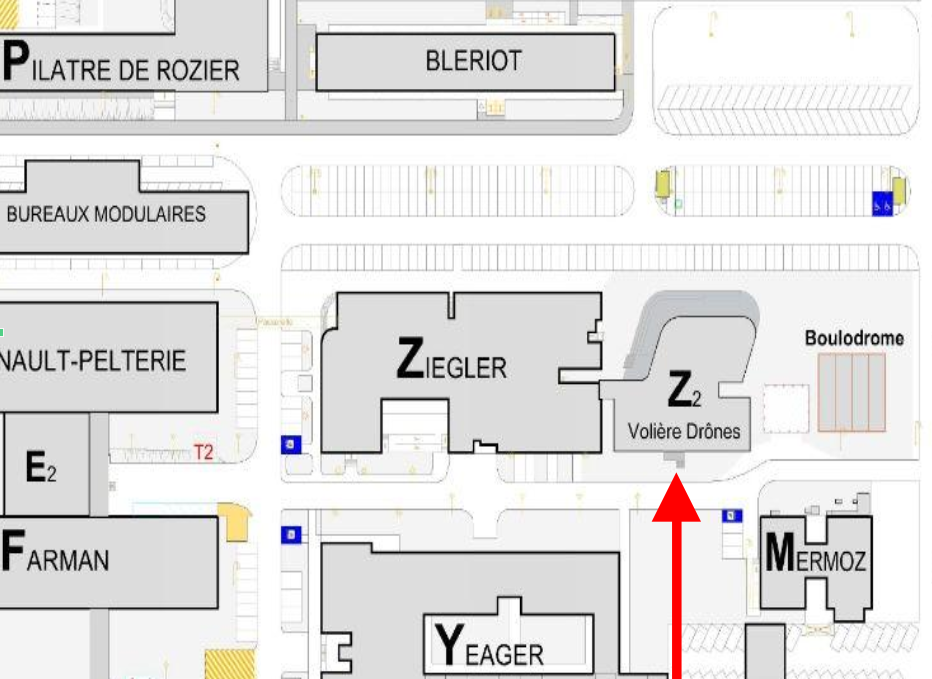 PILATRE DE ROZIER
BLERIOT
BUREAUX MODULAIRES
NAULT-PELTERIE
ZIEGLER
Z2
Volière Drônes
Boulodrome
T2
E2
FARMAN
MERMOZ
YEAGER